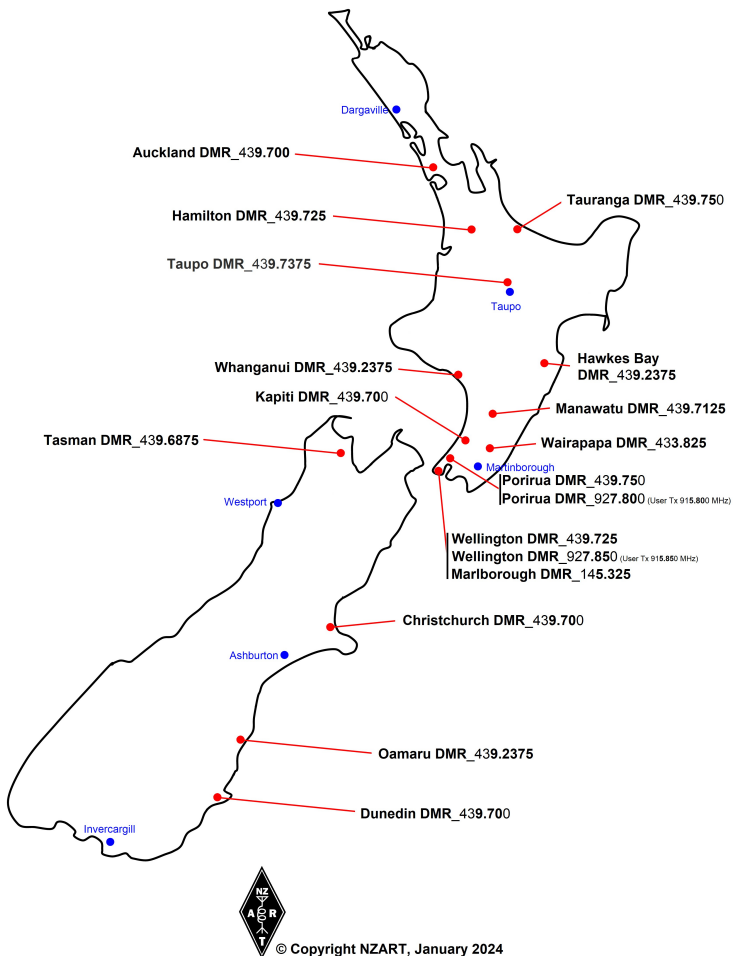 Dargaville
Auckland DMR_439.700
Tauranga DMR_439.750
Hamilton DMR_439.725
Taupo DMR_439.7375
Taupo
Hawkes Bay
DMR_439.2375
Whanganui DMR_439.2375
Kapiti DMR_439.700
Manawatu DMR_439.7125
Tasman DMR_439.6875
Wairapapa DMR_433.825
Martinborough
Porirua DMR_439.750
Porirua DMR_927.800 (User Tx 915.800 MHz)
Westport
Wellington DMR_439.725
Wellington DMR_927.850 (User Tx 915.850 MHz)
Marlborough DMR_145.325
Christchurch DMR_439.700
Ashburton
Oamaru DMR_439.2375
Dunedin DMR_439.700
Invercargill
NZ
A R
T
© Copyright NZART, January 2024